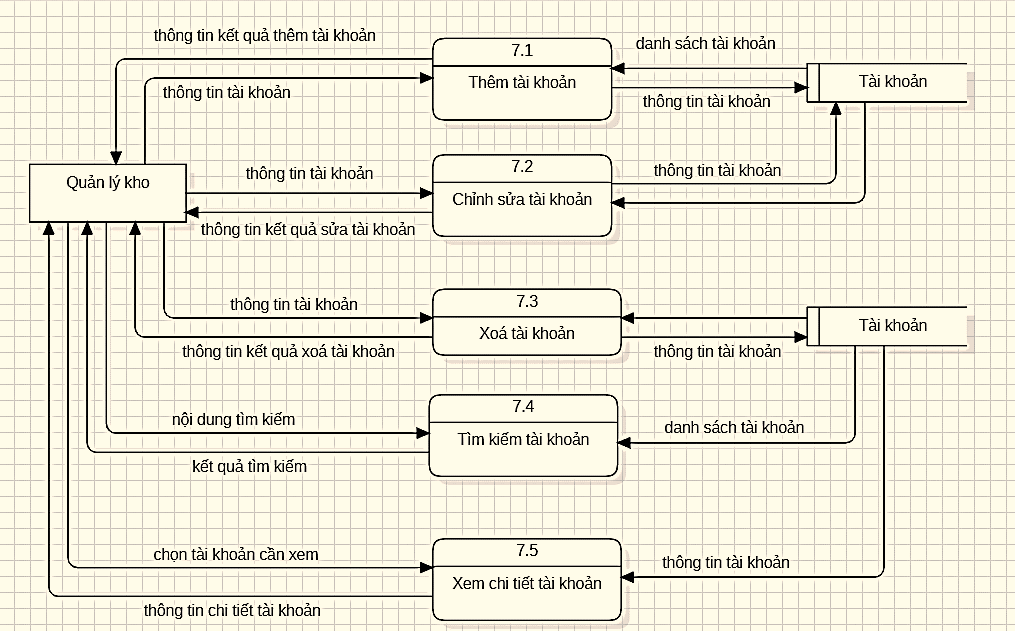 thông tin kết quả thêm tài khoản
7.1
danh sách tài khoản
Thêm tài khoản
Tài khoản
thông tin tài khoản
thông tin tài khoản
7.2
thông tin tài khoản
thông tin tài khoản
Quản lý kho
Chỉnh sửa tài khoản
thông tin kết quả sửa tài khoản
7.3
thông tin tài khoản
Tài khoản
Xoá tài khoản
thông tin kết quả xoá tài khoản
thông tin tài khoản
7.4
nội dung tìm kiếm
danh sách tài khoản
Tìm kiếm tài khoản
kết quả tìm kiếm
7.5
chọn tài khoản cần xem
thông tin tài khoản
Xem chi tiết tài khoản
thông tin chi tiết tài khoản